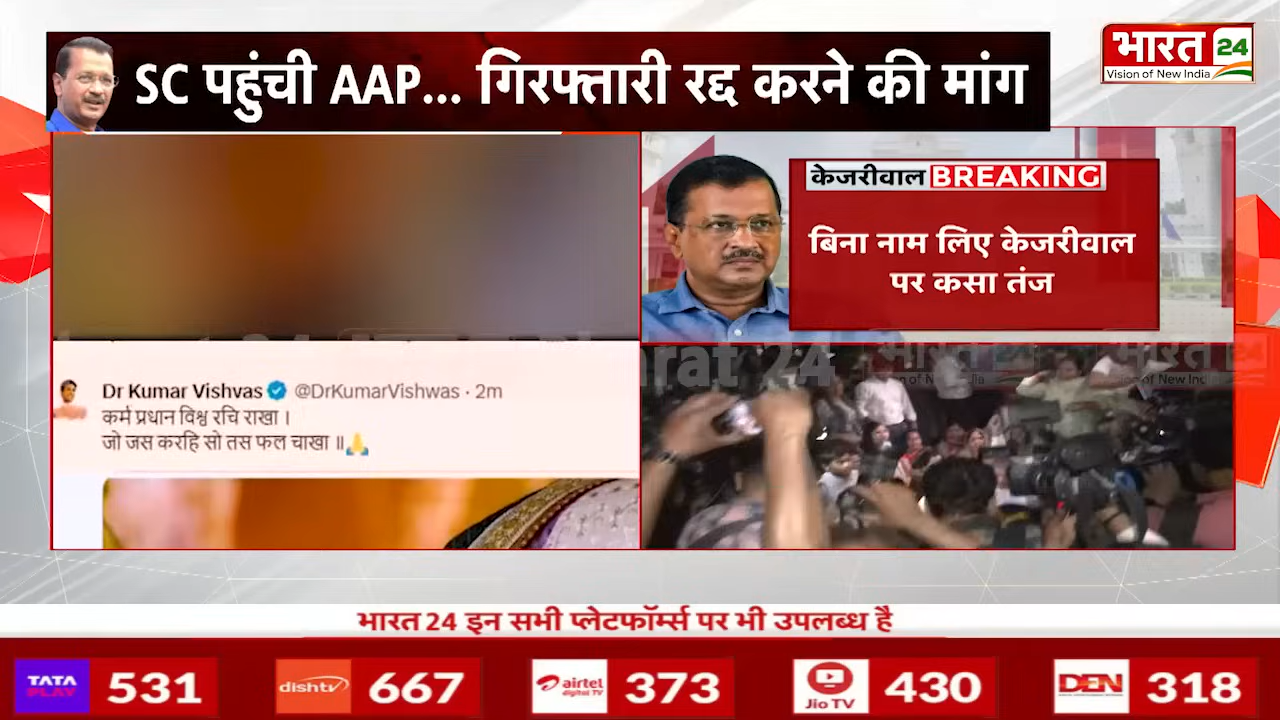 SC पहुंची AAP... गिरफ्तारी रद्द करने की मांग
भारत 24
Vision of New India
केजरीवाल BREAKING
बिना नाम लिए केजरीवाल
पर कसा तंज
Dr Kumar Vishvas @DrKumarVishwas · 2m
कर्म प्रधान विश्व रचि राखा ।
जो जस करहि सो तस फल चाखा ॥🙏
भारत 24 इन सभी प्लेटफॉर्म्स पर भी उपलब्ध है
TATA PLAY 531
dishtv 667
airtel digital TV 373
Jio TV 430
DEN 318